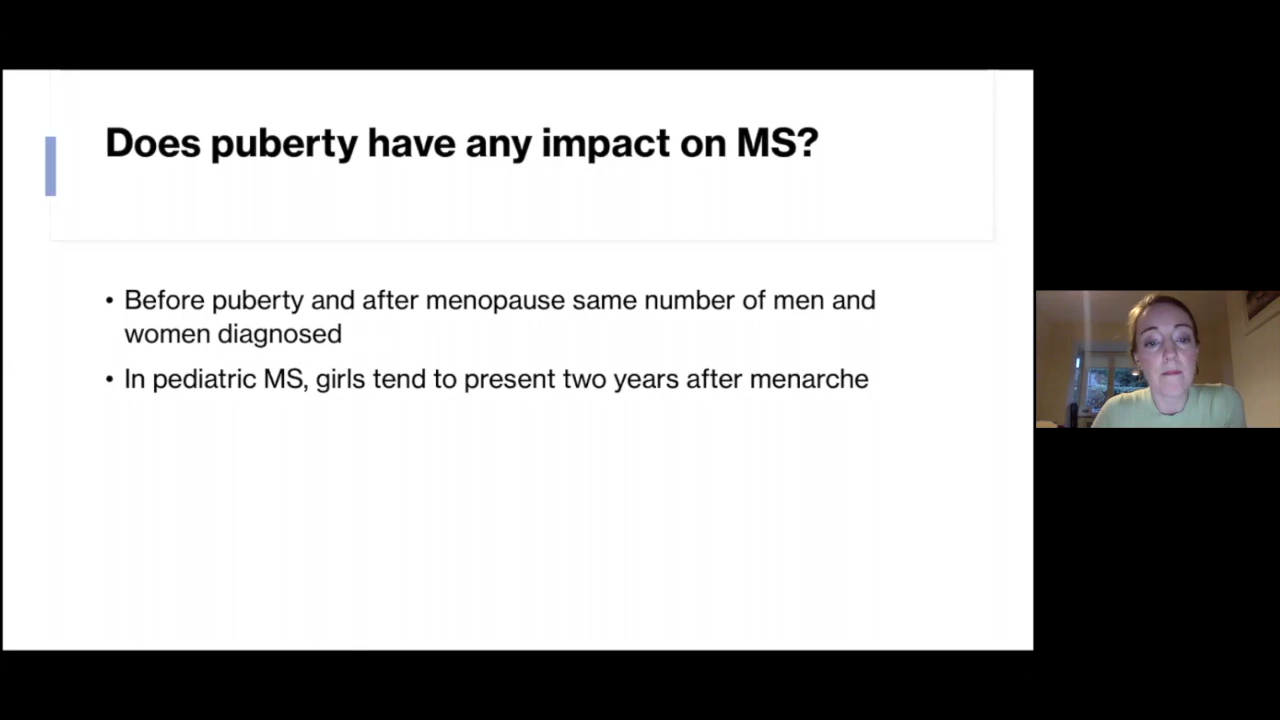 Does puberty have any impact on MS?
• Before puberty and after menopause same number of men and
women diagnosed
• In pediatric MS, girls tend to present two years after menarche